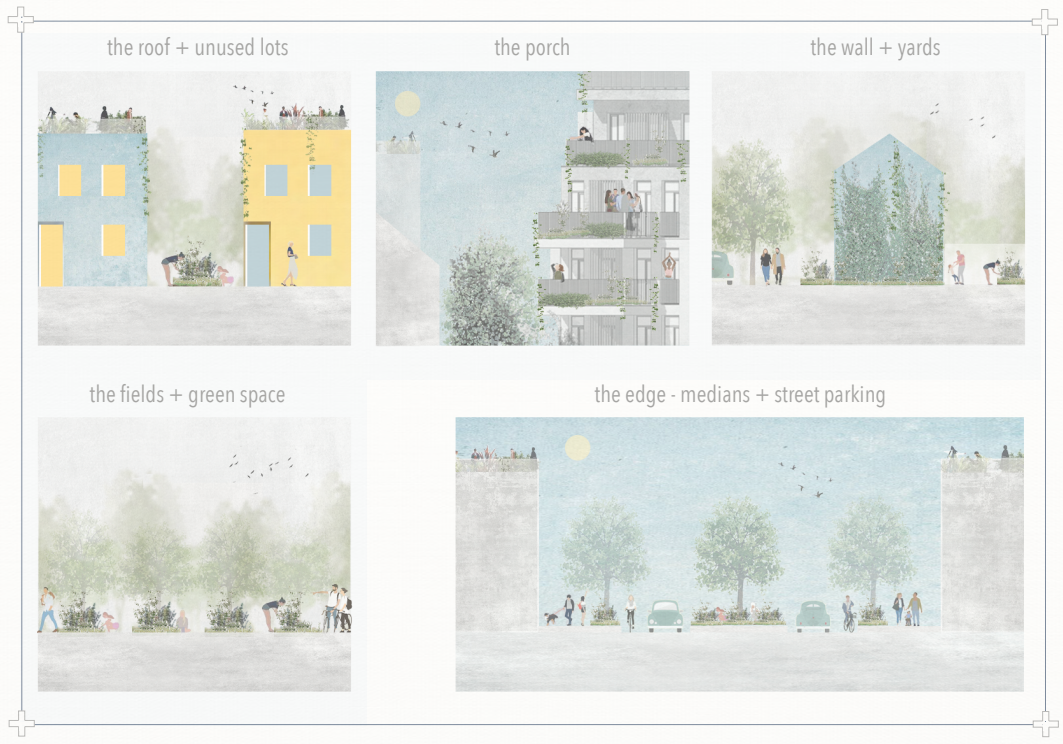 the roof + unused lots
the porch
the wall + yards
the fields + green space
the edge - medians + street parking